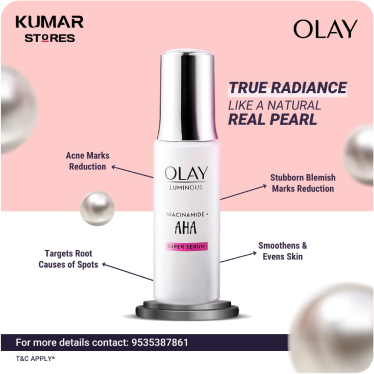 KUMAR
STORES
OLAY
TRUE RADIANCE
LIKE A NATURAL
REAL PEARL
Acne Marks
Reduction
Stubborn Blemish
Marks Reduction
OLAY
LUMINOUS
NIACINAMIDE +
AHA
SUPER SERUM
Targets Root
Causes of Spots
Smoothens &
Evens Skin
For more details contact: 9535387861
T&C APPLY*